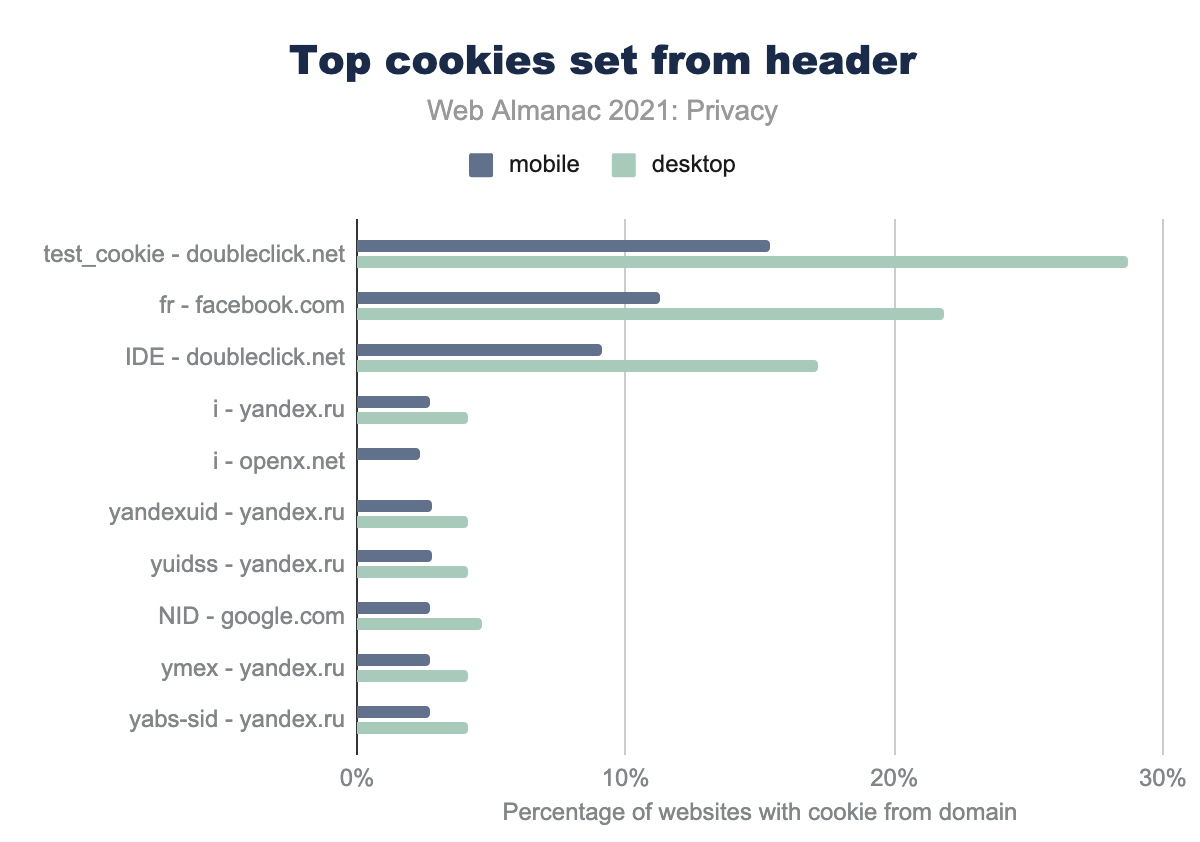 Top cookies set from header
Web Almanac 2021: Privacy
mobile desktop
test_cookie - doubleclick.net
fr - facebook.com
IDE - doubleclick.net
i - yandex.ru
i - openx.net
yandexuid - yandex.ru
yuidss - yandex.ru
NID - google.com
ymex - yandex.ru
yabs-sid - yandex.ru
0% 10% 20% 30%
Percentage of websites with cookie from domain